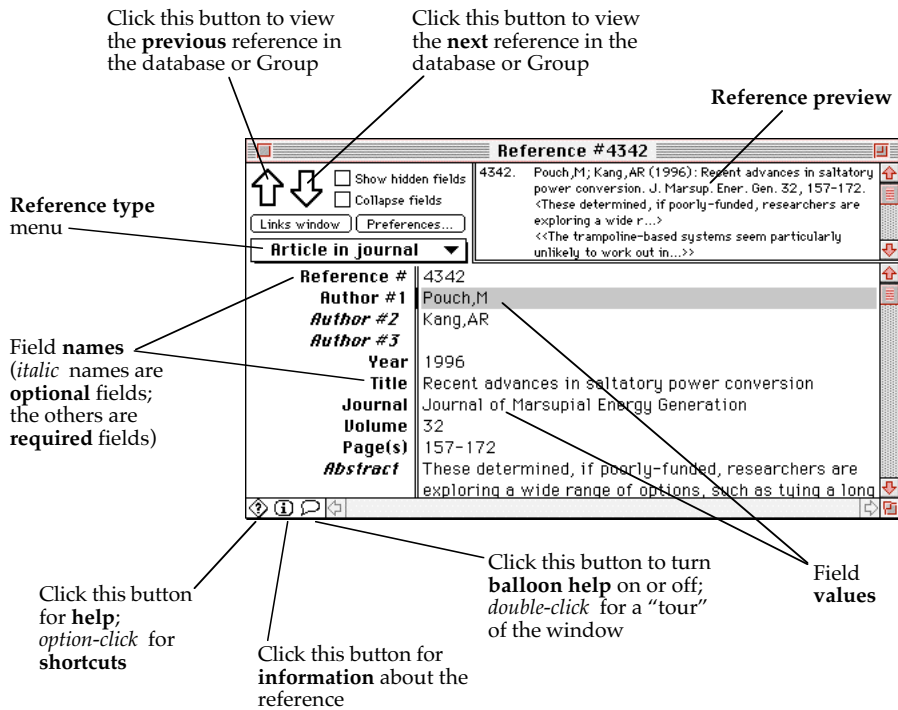 Click this button to view
the previous reference in
the database or Group
Click this button to view
the next reference in the
database or Group
Reference preview
Reference #4342
Show hidden fields
Collapse fields
Links window
Preferences...
Article in journal
4342. Pouch,M; Kang,AR (1996): Recent advances in saltatory
power conversion. J. Marsup. Ener. Gen. 32, 157-172.
<These determined, if poorly-funded, researchers are
exploring a wide r...>
<<The trampoline-based systems seem particularly
unlikely to work out in...>>
Reference type
menu
Reference # 4342
Author #1 Pouch,M
Author #2 Kang,AR
Author #3
Year 1996
Title Recent advances in saltatory power conversion
Journal Journal of Marsupial Energy Generation
Volume 32
Page(s) 157-172
Abstract These determined, if poorly-funded, researchers are
exploring a wide range of options, such as tying a long
Field names
(italic names are
optional fields;
the others are
required fields)
Click this button
for help;
option-click for
shortcuts
Click this button for
information about the
reference
Click this button to turn
balloon help on or off;
double-click for a “tour”
of the window
Field
values